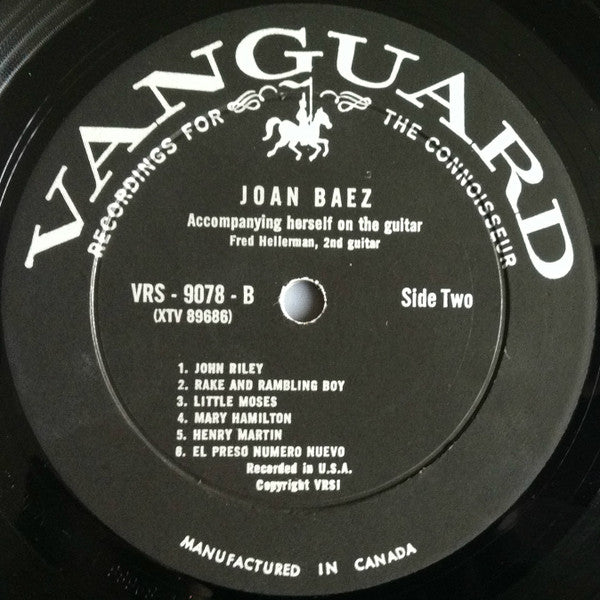 VANGUARD
RECORDINGS FOR THE CONNOISSEUR
JOAN BAEZ
Accompanying herself on the guitar
Fred Hellerman, 2nd guitar
VRS - 9078 - B Side Two
(XTV 89686)
1. JOHN RILEY
2. RAKE AND RAMBLING BOY
3. LITTLE MOSES
4. MARY HAMILTON
5. HENRY MARTIN
6. EL PRESO NUMERO NUEVO
Recorded in U.S.A.
Copyright VRSI
MANUFACTURED IN CANADA